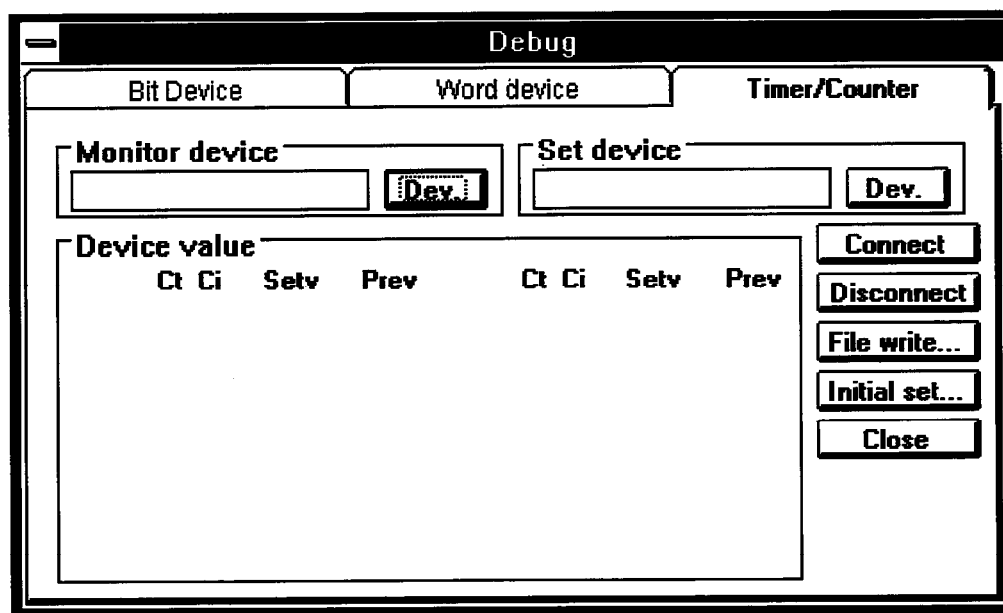 Debug
Bit Device Word device Timer/Counter
Monitor device Set device
Dev. Dev.
Device value
Ct Ci Setv Prev Ct Ci Setv Prev
Connect
Disconnect
File write...
Initial set...
Close